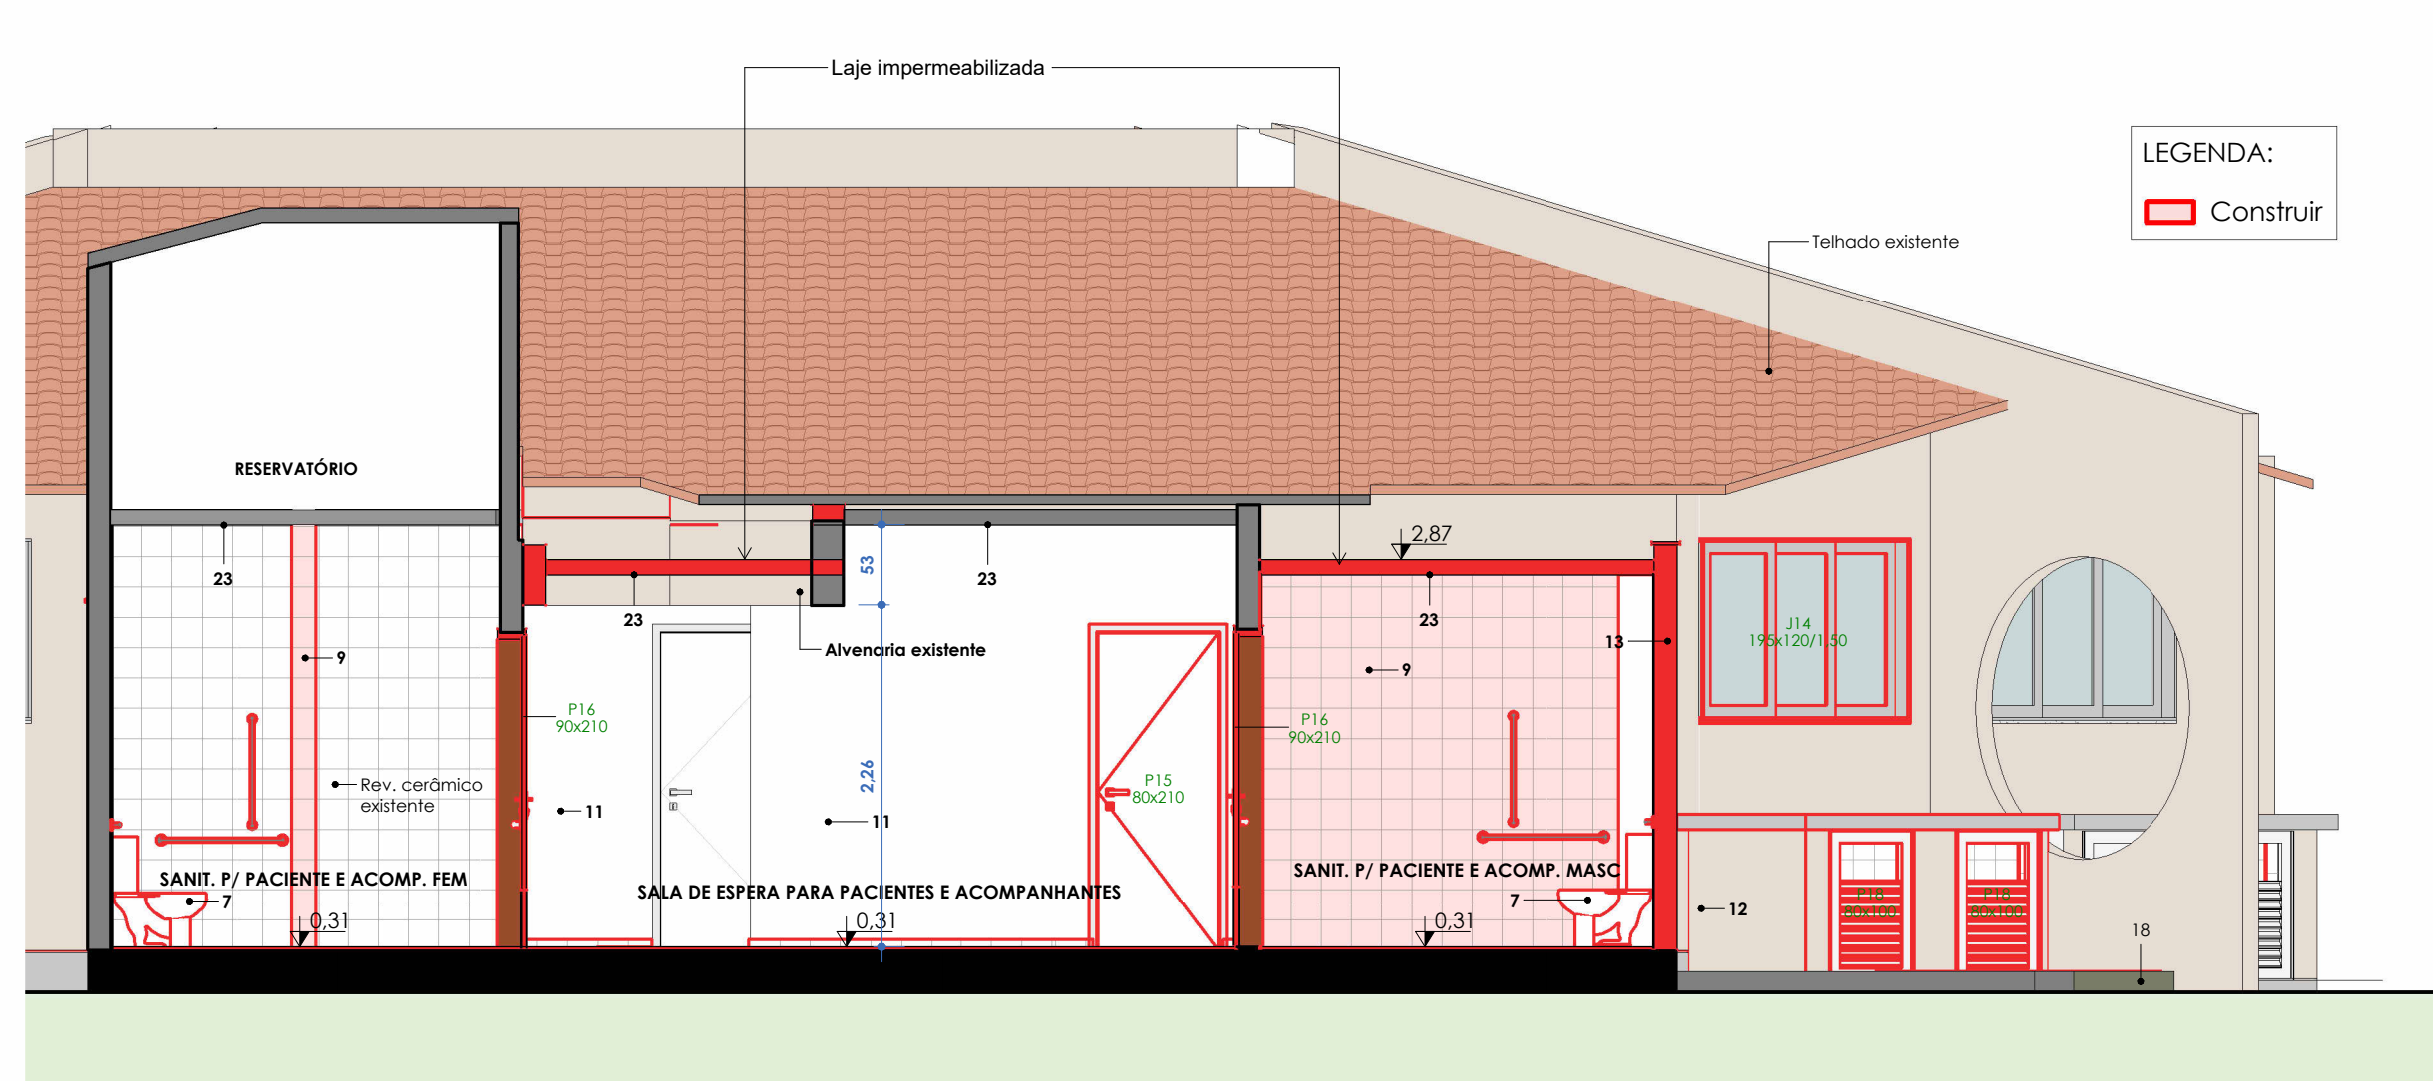 Laje impermeabilizada
LEGENDA:
Construir
Telhado existente
RESERVATÓRIO
2,87
53
23
23
23
23
13
J14
195x120/1.50
Alvenaria existente
9
9
P16
90x210
P16
90x210
Rev. cerâmico
existente
2,26
P15
80x210
11
11
SANIT. P/ PACIENTE E ACOMP. FEM
SALA DE ESPERA PARA PACIENTES E ACOMPANHANTES
SANIT. P/ PACIENTE E ACOMP. MASC
7
7
12
P18
80x100
P18
80x100
0,31
0,31
0,31
18